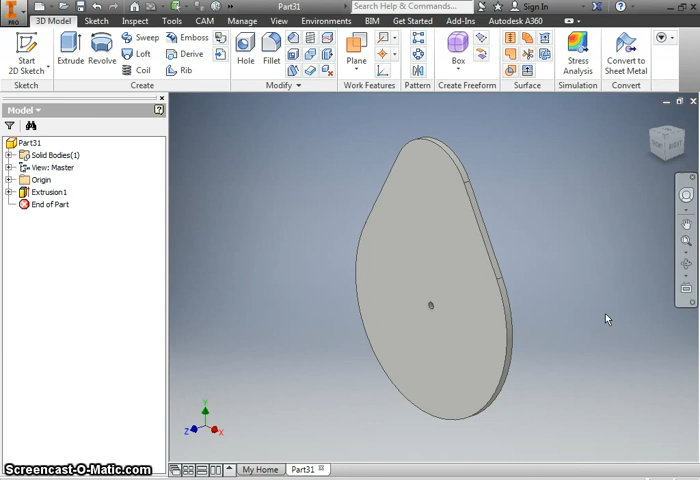 PRO
Part31
Search Help & Commands...
Sign In
3D Model
Sketch
Inspect
Tools
CAM
Manage
View
Environments
BIM
Get Started
Add-Ins
Autodesk A360
Start
2D Sketch
Extrude
Revolve
Sweep
Loft
Coil
Emboss
Derive
Rib
Hole
Fillet
Plane
Box
Stress
Analysis
Convert to
Sheet Metal
Sketch
Create
Modify
Work Features
Pattern
Create Freeform
Surface
Simulation
Convert
Model
Part31
Solid Bodies(1)
View: Master
Origin
Extrusion1
End of Part
RIGHT
Y
Z
X
My Home
Part31
Screencast-O-Matic.com